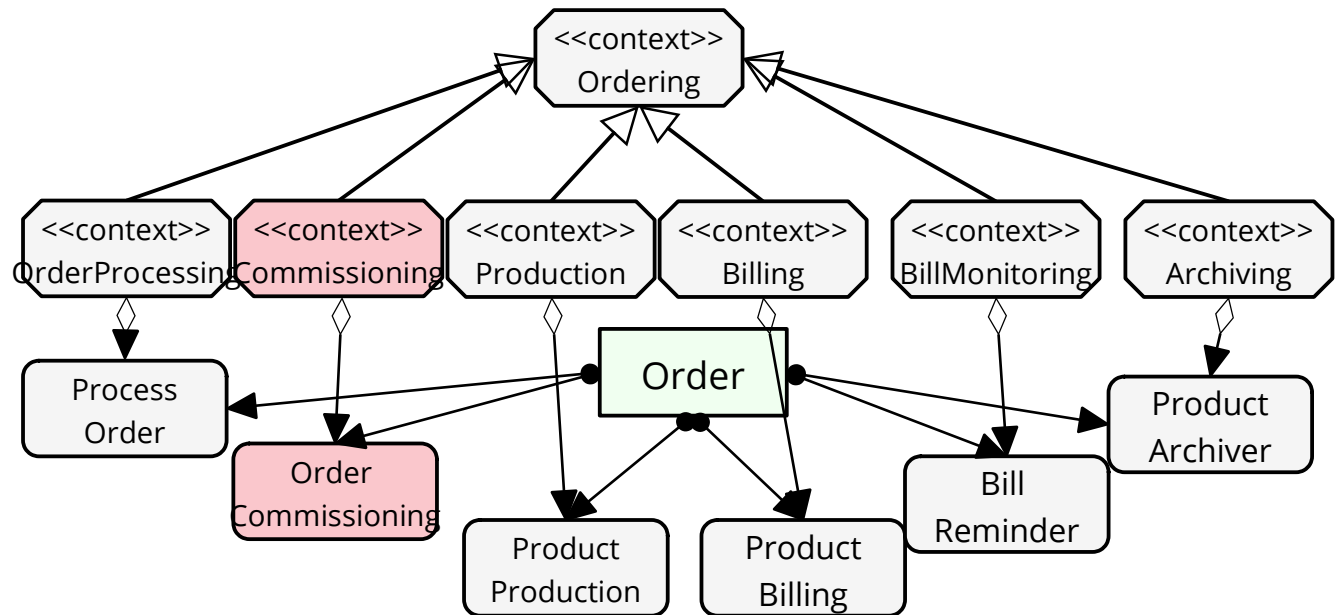 <<context>>
Ordering
<<context>>
OrderProcessing
<<context>>
Commissioning
<<context>>
Production
<<context>>
Billing
<<context>>
BillMonitoring
<<context>>
Archiving
Order
Process
Order
Order
Commissioning
Product
Production
Product
Billing
Bill
Reminder
Product
Archiver